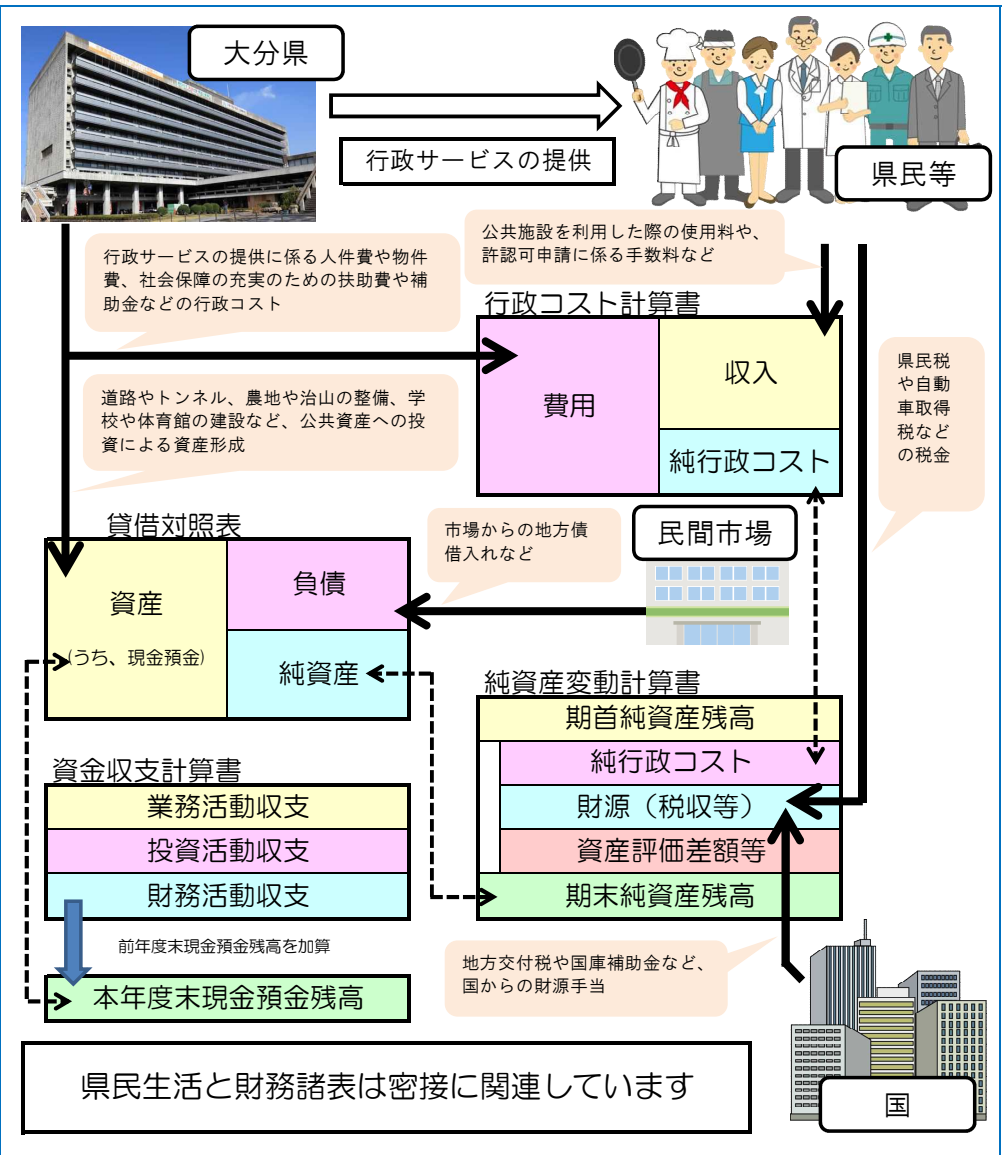 大分県
行政サービスの提供
県民等
行政サービスの提供に係る人件費や物件
費、社会保障の充実のための扶助費や補
助金などの行政コスト
公共施設を利用した際の使用料や、
許認可申請に係る手数料など
行政コスト計算書
費用
収入
純行政コスト
県民税
や自動
車取得
税など
の税金
道路やトンネル、農地や治山の整備、学
校や体育館の建設など、公共資産への投
資による資産形成
貸借対照表
資産
(うち、現金預金)
負債
純資産
市場からの地方債
借入れなど
民間市場
純資産変動計算書
期首純資産残高
純行政コスト
財源（税収等）
資産評価差額等
期末純資産残高
資金収支計算書
業務活動収支
投資活動収支
財務活動収支
前年度末現金預金残高を加算
本年度末現金預金残高
地方交付税や国庫補助金など、
国からの財源手当
国
県民生活と財務諸表は密接に関連しています